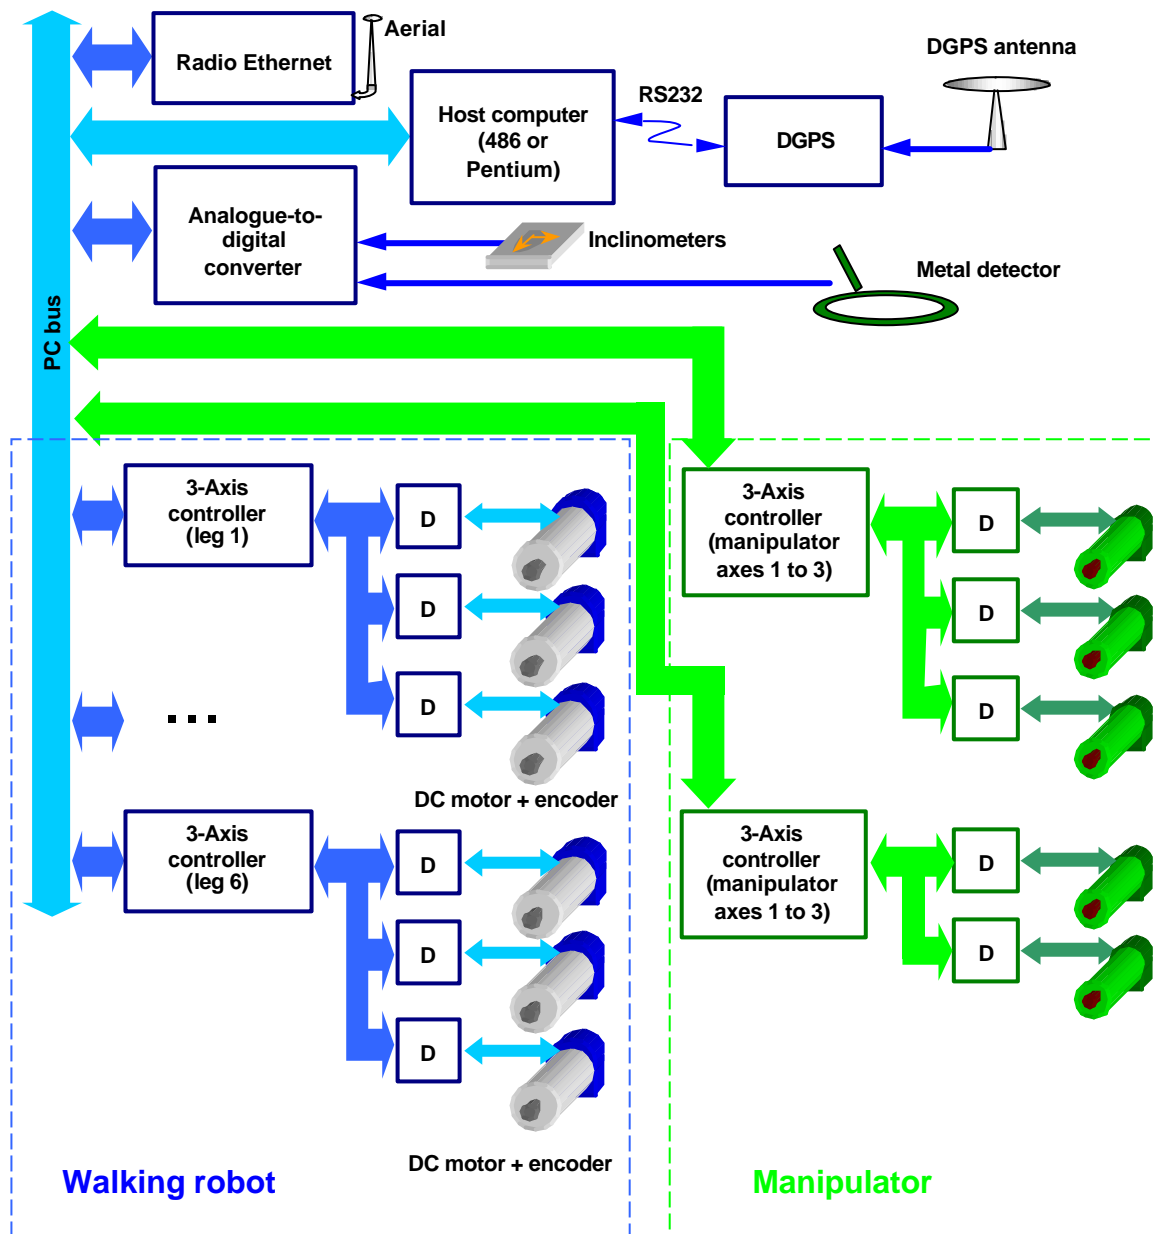 Aerial
Radio Ethernet
DGPS antenna
RS232
Host computer
(486 or
Pentium)
DGPS
Analogue-to-
digital
converter
Inclinometers
Metal detector
PC bus
3-Axis
controller
(leg 1)
D
D
D
3-Axis
controller
(manipulator
axes 1 to 3)
D
D
D
...
DC motor + encoder
3-Axis
controller
(leg 6)
D
D
D
3-Axis
controller
(manipulator
axes 1 to 3)
D
D
DC motor + encoder
Walking robot
Manipulator